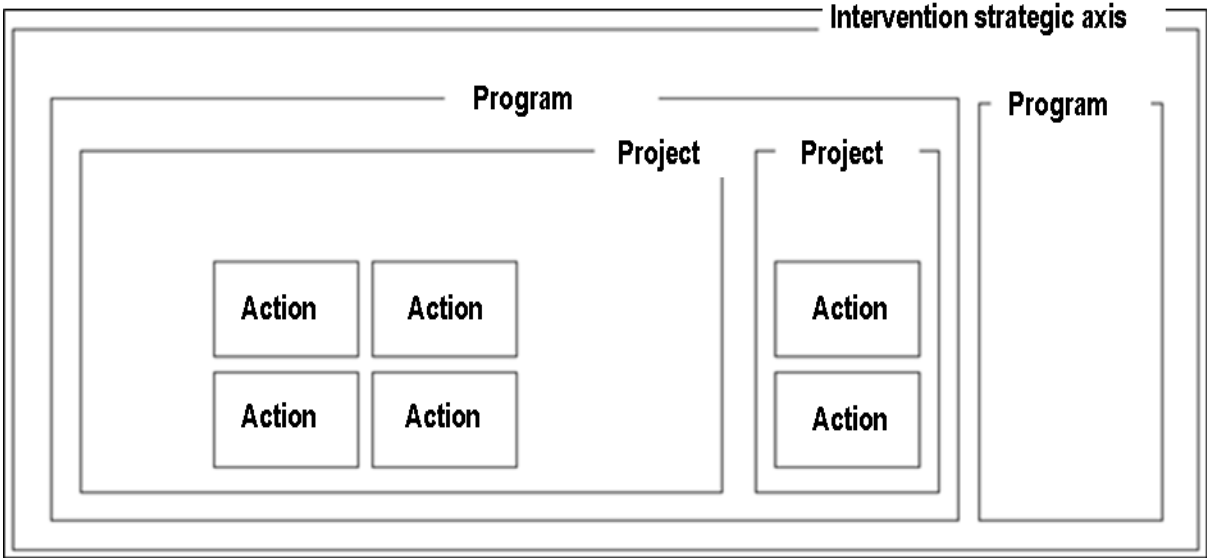 Intervention strategic axis
Program
Program
Project
Project
Action
Action
Action
Action
Action
Action